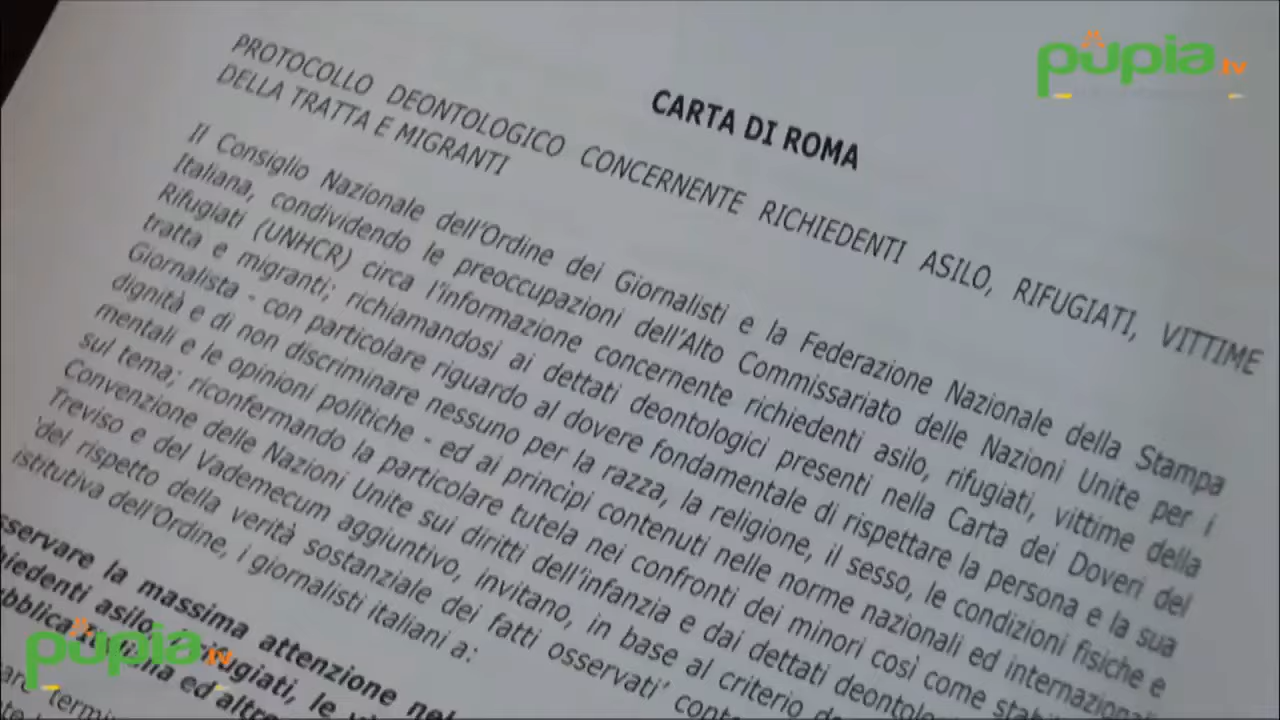 pupia.tv
CARTA DI ROMA
PROTOCOLLO DEONTOLOGICO CONCERNENTE RICHIEDENTI ASILO, RIFUGIATI, VITTIME
DELLA TRATTA E MIGRANTI
Il Consiglio Nazionale dell'Ordine dei Giornalisti e la Federazione Nazionale della Stampa
Italiana, condividendo le preoccupazioni dell'Alto Commissariato delle Nazioni Unite per i
Rifugiati (UNHCR) circa l'informazione concernente richiedenti asilo, rifugiati, vittime della
tratta e migranti; richiamandosi ai dettati deontologici presenti nella Carta dei Doveri del
Giornalista - con particolare riguardo al dovere fondamentale di rispettare la persona e la sua
dignità e di non discriminare nessuno per la razza, la religione, il sesso, le condizioni fisiche e
mentali e le opinioni politiche - ed ai principi contenuti nelle norme nazionali ed internazionali
sul tema; riconfermando la particolare tutela nei confronti dei minori così come
Convenzione delle Nazioni Unite sui diritti dell'infanzia e dai dettati
Treviso e del Vademecum aggiuntivo, invitano, in base al criterio
'del rispetto della verità sostanziale dei fatti osservati'
istitutiva dell'Ordine, i giornalisti italiani a:
sservare la massima attenzione nel
hiedenti asilo, i rifugiati, le
ed
pupia.tv